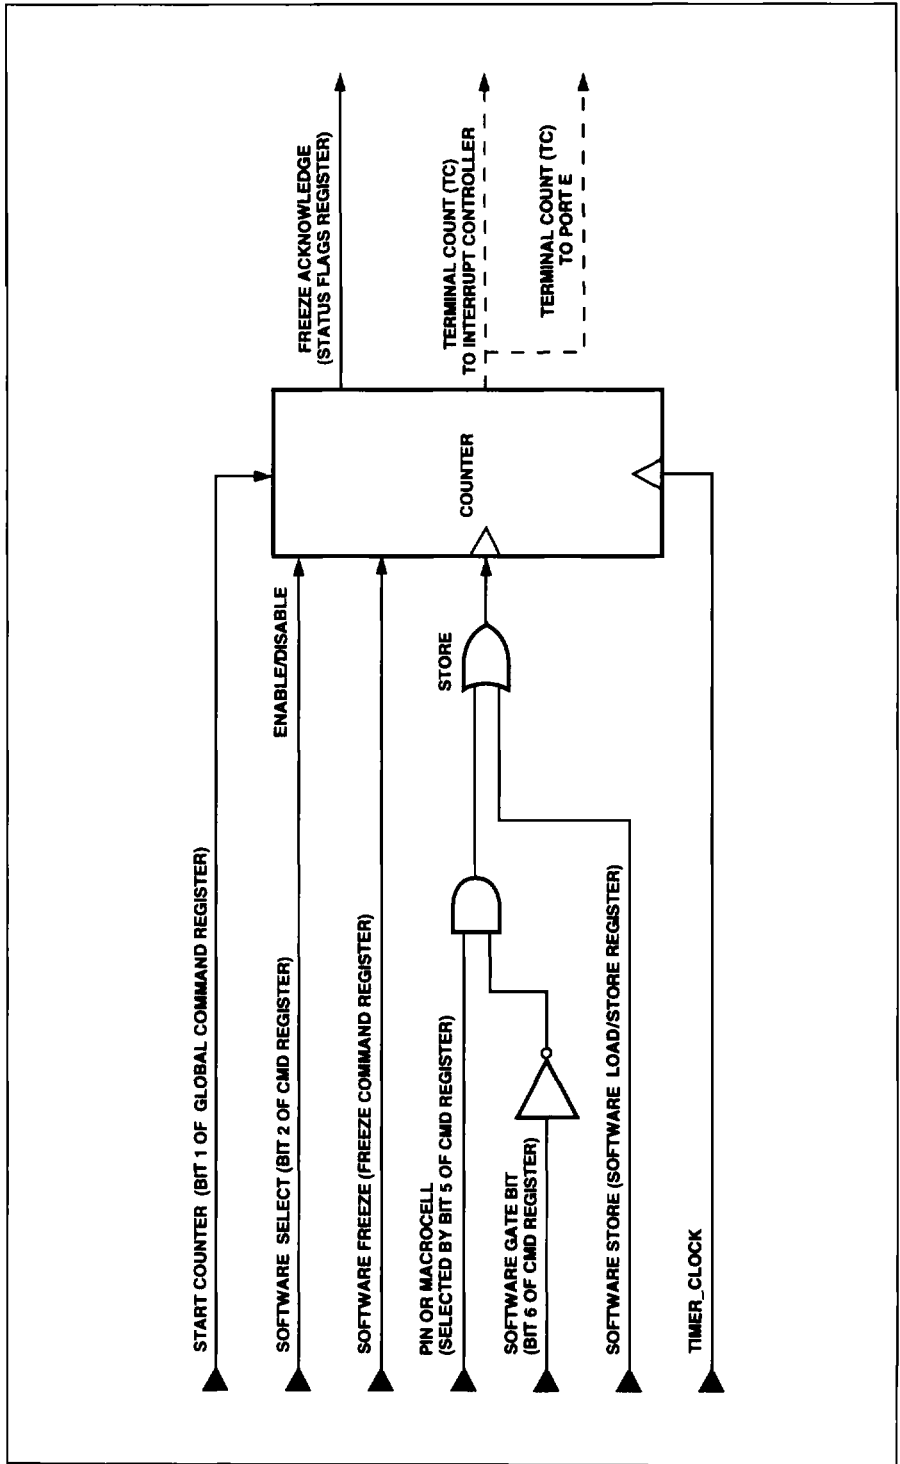 START COUNTER (BIT 1 OF GLOBAL COMMAND REGISTER)
SOFTWARE SELECT (BIT 2 OF CMD REGISTER)
ENABLE/DISABLE
SOFTWARE FREEZE (FREEZE COMMAND REGISTER)
PIN OR MACROCELL
(SELECTED BY BIT 5 OF CMD REGISTER)
SOFTWARE GATE BIT
(BIT 6 OF CMD REGISTER)
SOFTWARE STORE (SOFTWARE LOAD/STORE REGISTER)
TIMER_CLOCK
STORE
COUNTER
FREEZE ACKNOWLEDGE
(STATUS FLAGS REGISTER)
TERMINAL COUNT (TC)
TO INTERRUPT CONTROLLER
TERMINAL COUNT (TC)
TO PORT E